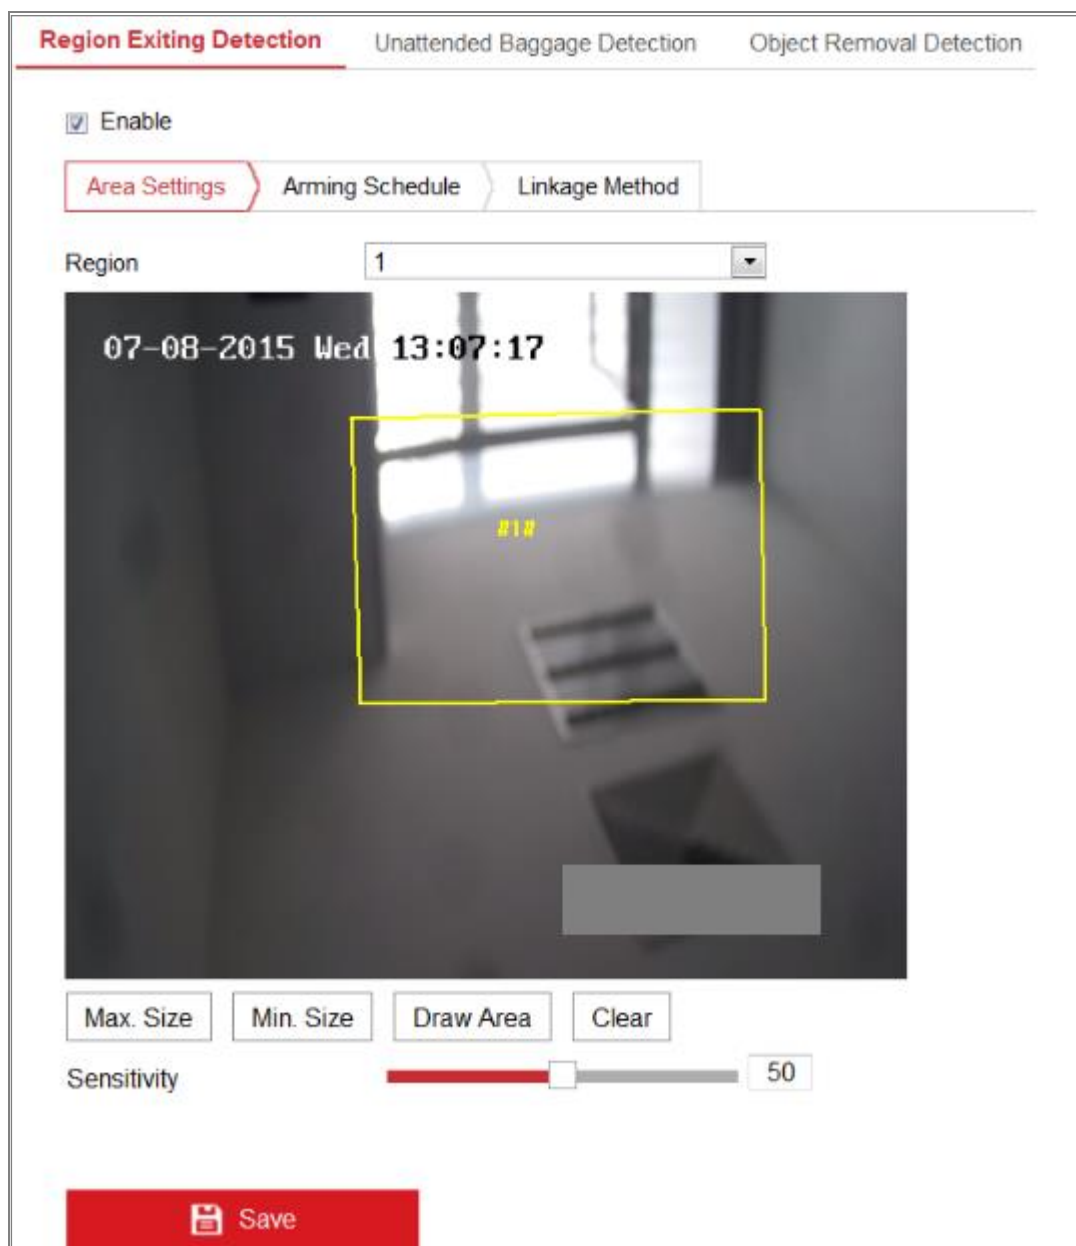 Region Exiting Detection Unattended Baggage Detection Object Removal Detection
Enable
Area Settings Arming Schedule Linkage Method
Region 1
07-08-2015 Wed 13:07:17
#1#
Max. Size Min. Size Draw Area Clear
Sensitivity 50
Save